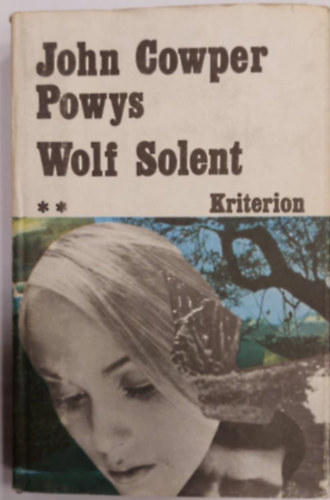 John Cowper
Powys
Wolf Solent
** Kriterion